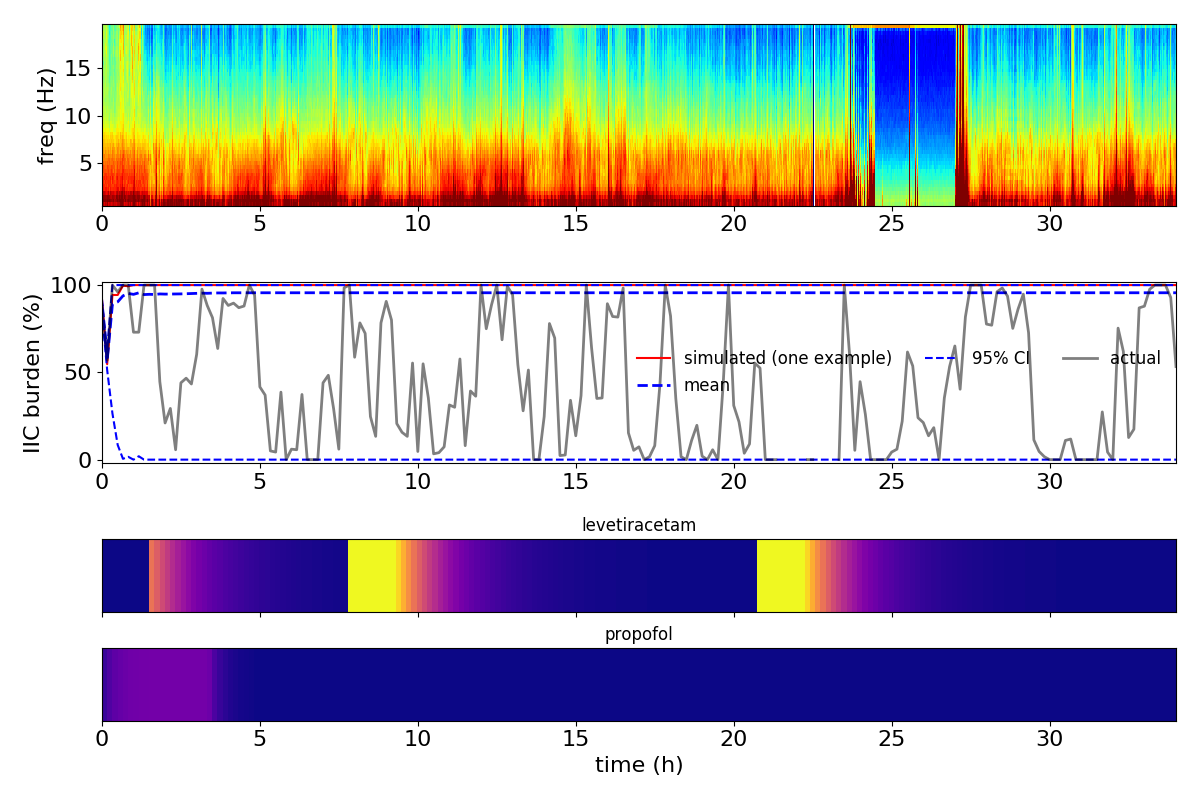 freq (Hz)
15
10
5
0 5 10 15 20 25 30
IIC burden (%)
100
50
0
simulated (one example)
mean
95% CI
actual
0 5 10 15 20 25 30
levetiracetam
propofol
0 5 10 15 20 25 30
time (h)